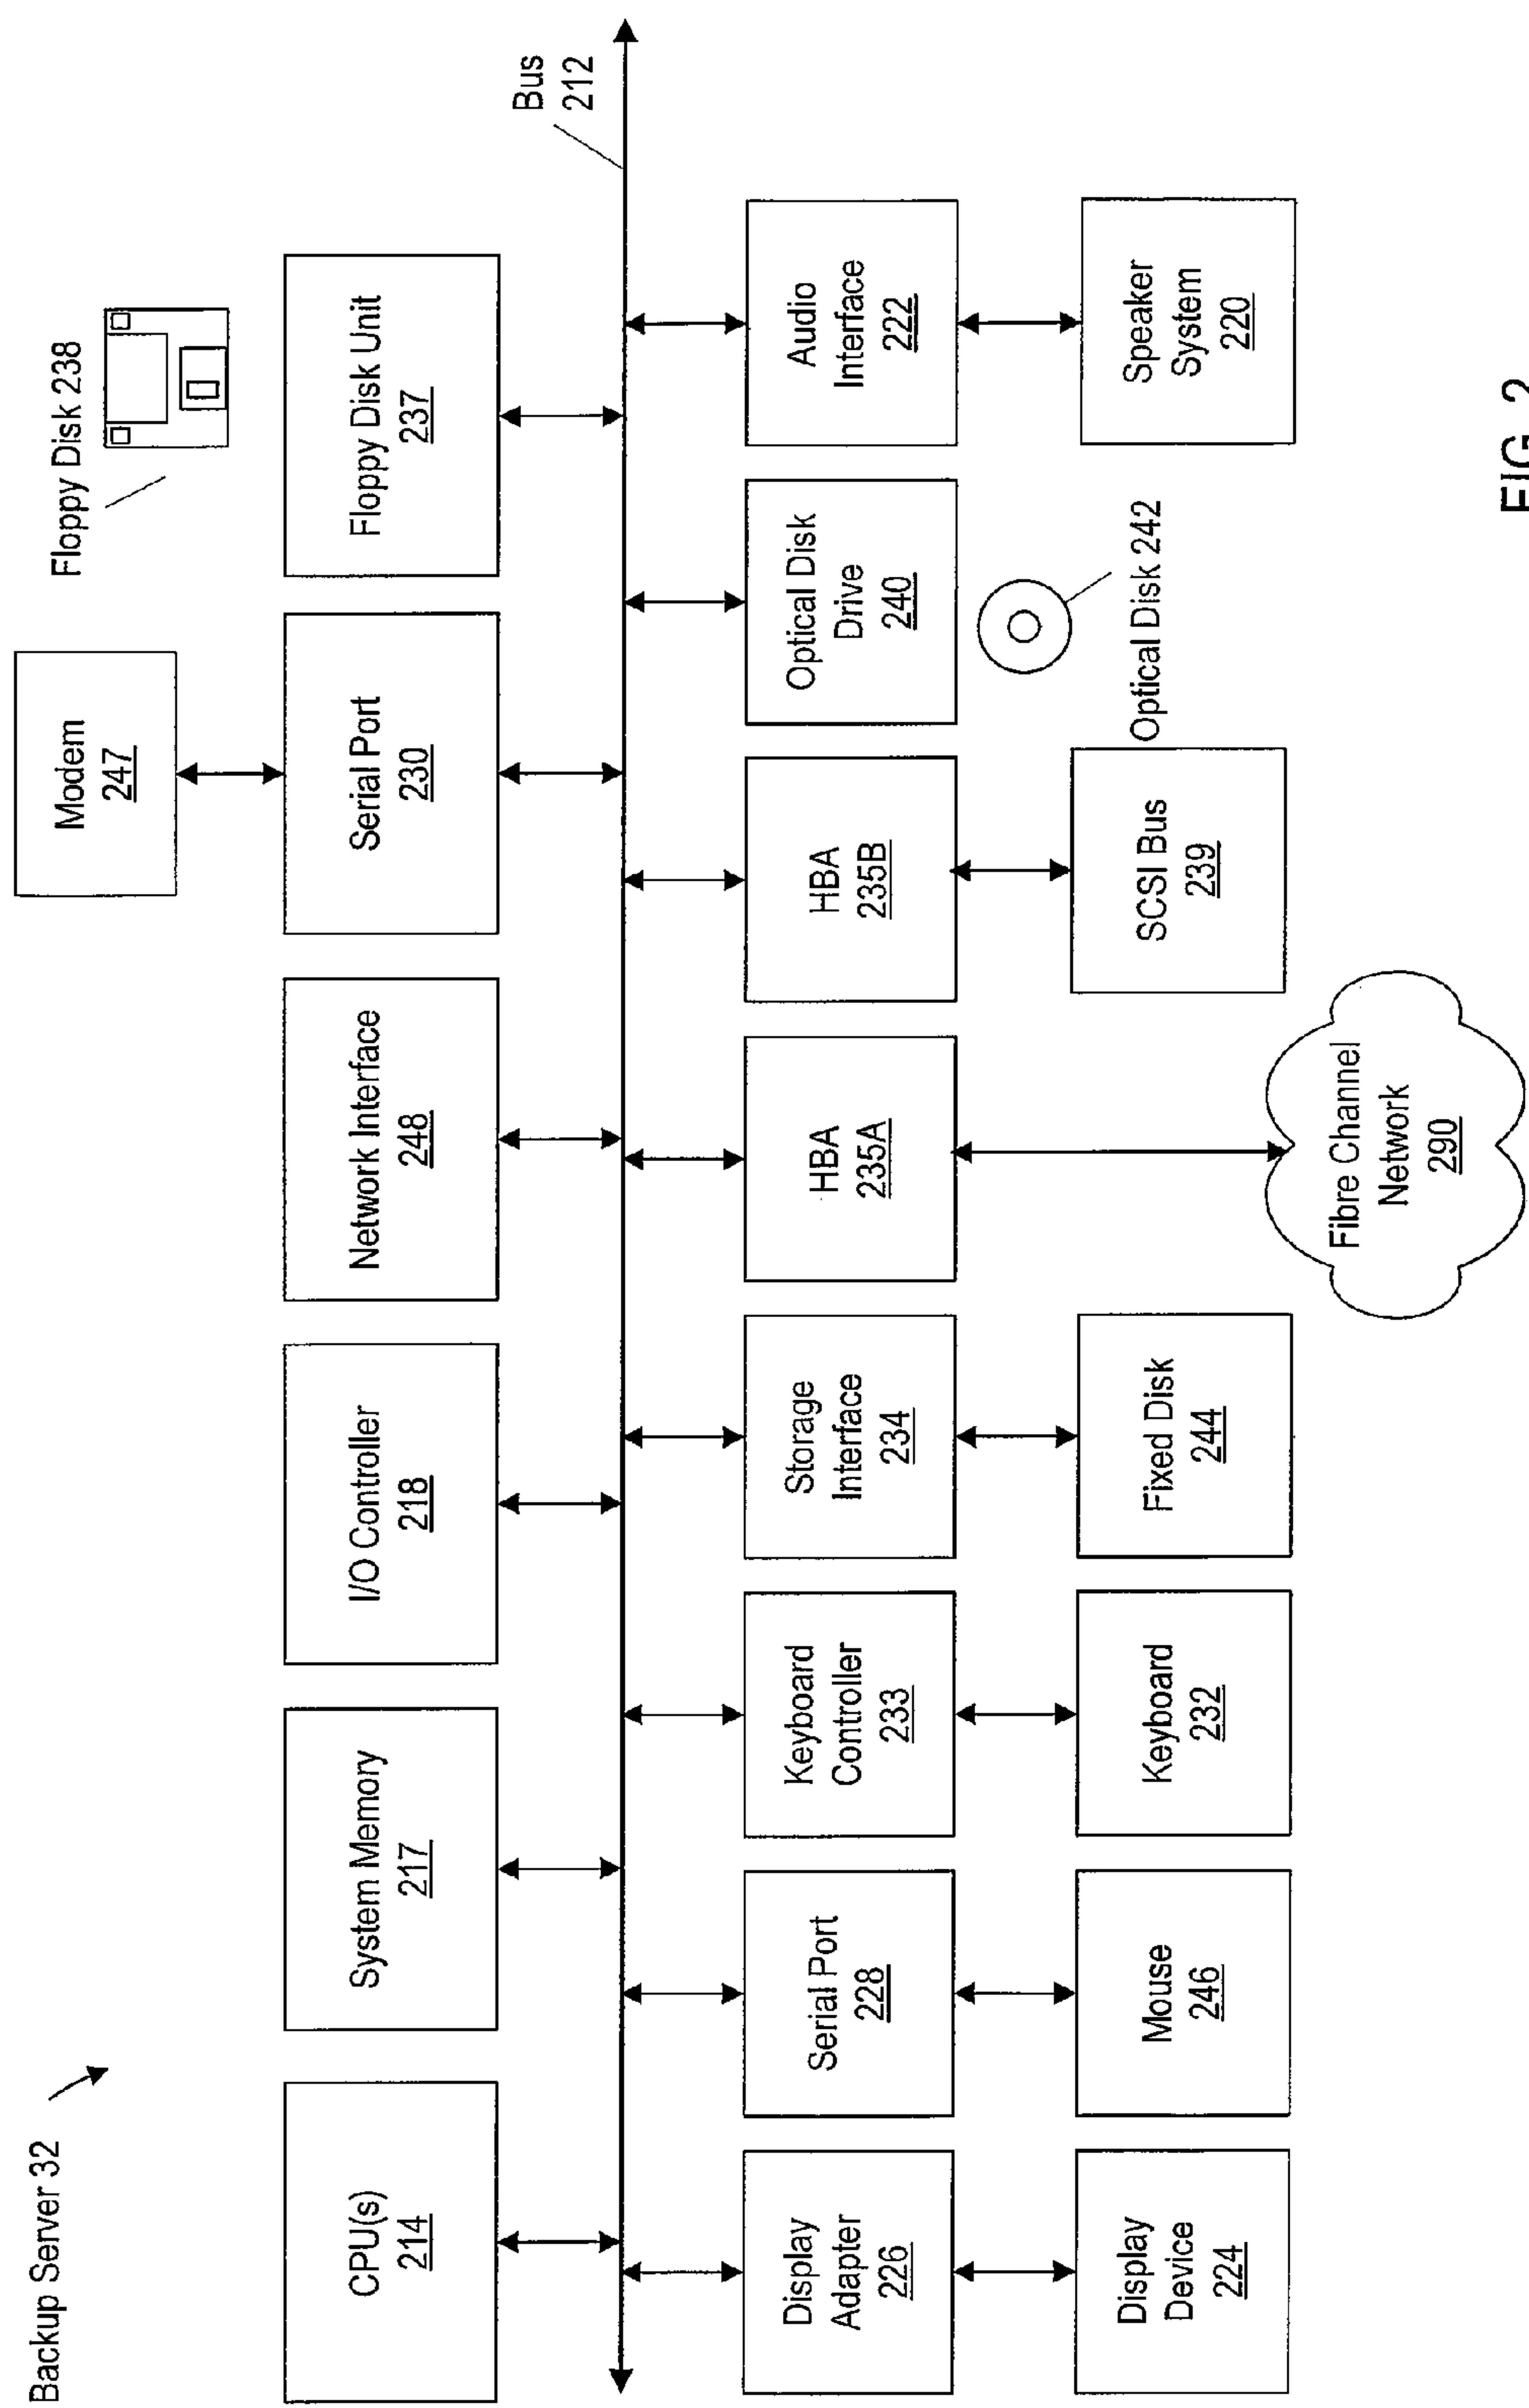 Backup Server 32
Modem
247
Floppy Disk 238
CPU(s)
214
System Memory
217
I/O Controller
218
Network Interface
248
Serial Port
230
Floppy Disk Unit
237
Bus
212
Display
Adapter
226
Serial Port
228
Keyboard
Controller
233
Storage
Interface
234
HBA
235A
HBA
235B
Optical Disk
Drive
240
Audio
Interface
222
Display
Device
224
Mouse
246
Keyboard
232
Fixed Disk
244
Fibre Channel
Network
290
SCSI Bus
239
Optical Disk 242
Speaker
System
220
FIG. 2